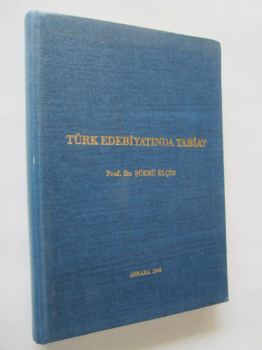 TÜRK EDEBİYATINDA TABİAT
Prof. Dr. ŞÜKRÜ ELÇİN
ANKARA